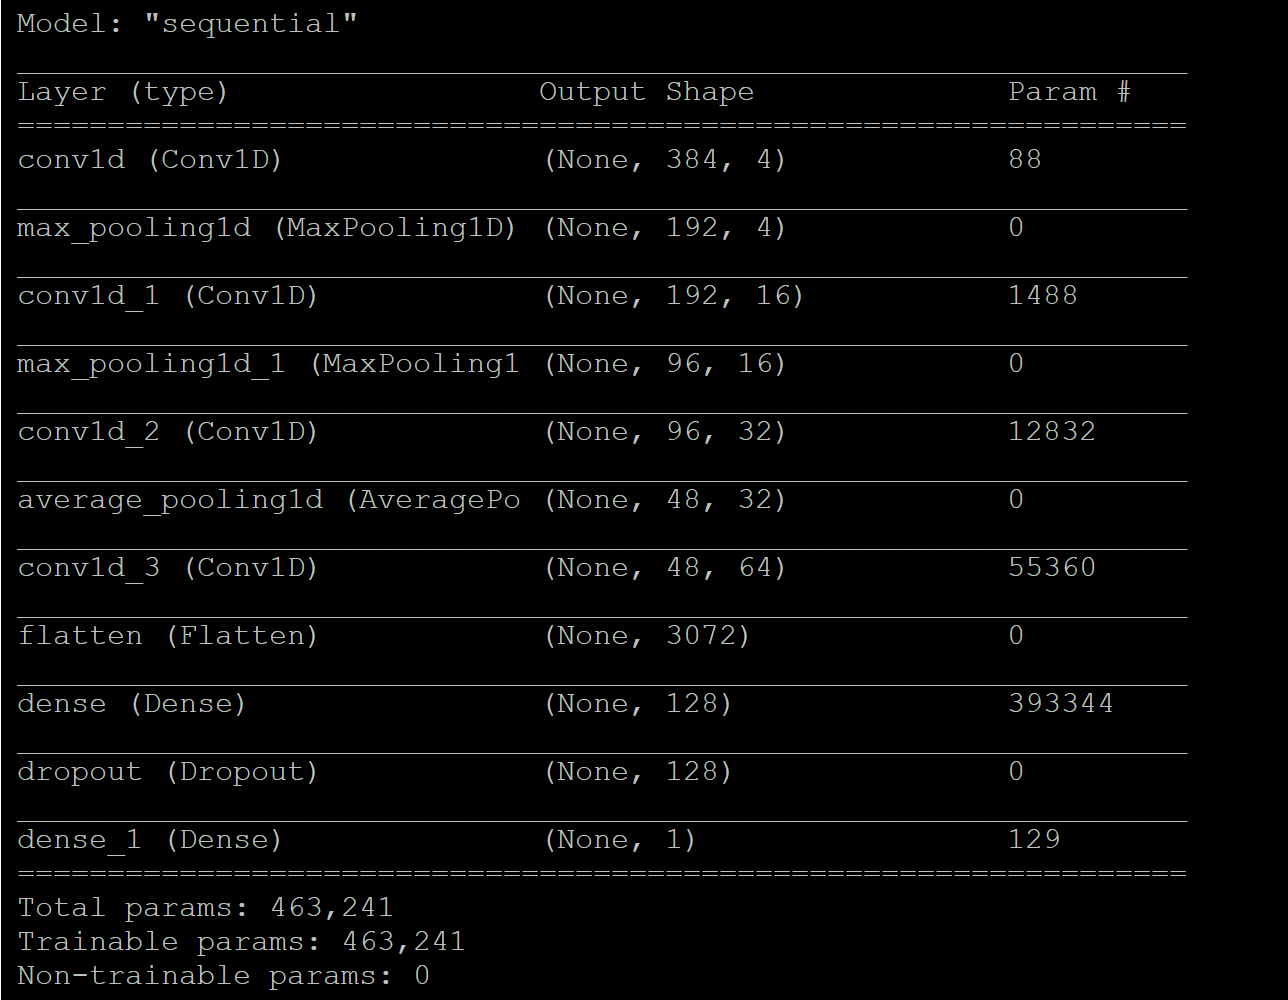 Model: "sequential"
Layer (type) Output Shape Param #
conv1d (Conv1D) (None, 384, 4) 88
max_pooling1d (MaxPooling1D) (None, 192, 4) 0
conv1d_1 (Conv1D) (None, 192, 16) 1488
max_pooling1d_1 (MaxPooling1 (None, 96, 16) 0
conv1d_2 (Conv1D) (None, 96, 32) 12832
average_pooling1d (AveragePo (None, 48, 32) 0
conv1d_3 (Conv1D) (None, 48, 64) 55360
flatten (Flatten) (None, 3072) 0
dense (Dense) (None, 128) 393344
dropout (Dropout) (None, 128) 0
dense_1 (Dense) (None, 1) 129
Total params: 463,241
Trainable params: 463,241
Non-trainable params: 0